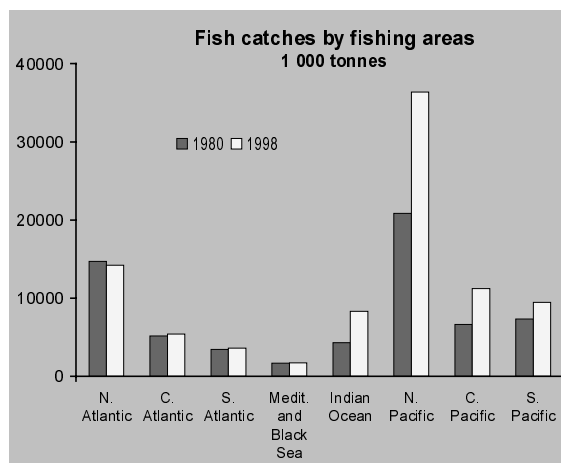 Fish catches by fishing areas
1 000 tonnes
40000
30000
20000
10000
0
1980 1998
N. Atlantic
C. Atlantic
S. Atlantic
Medit. and Black Sea
Indian Ocean
N. Pacific
C. Pacific
S. Pacific